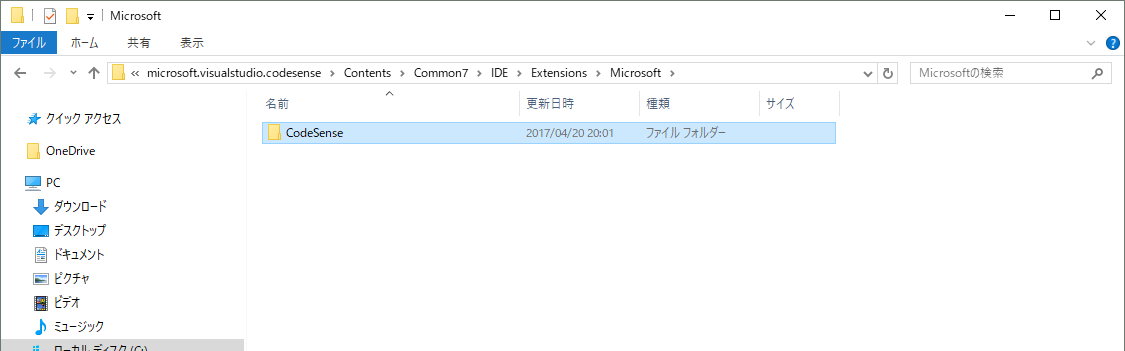 Microsoft
ファイル ホーム 共有 表示
« microsoft.visualstudio.codesense › Contents › Common7 › IDE › Extensions › Microsoft › Microsoftの検索
名前 更新日時 種類 サイズ
クイック アクセス
CodeSense 2017/04/20 20:01 ファイル フォルダー
OneDrive
PC
ダウンロード
デスクトップ
ドキュメント
ピクチャ
ビデオ
ミュージック
ローカル ディスク (C:)